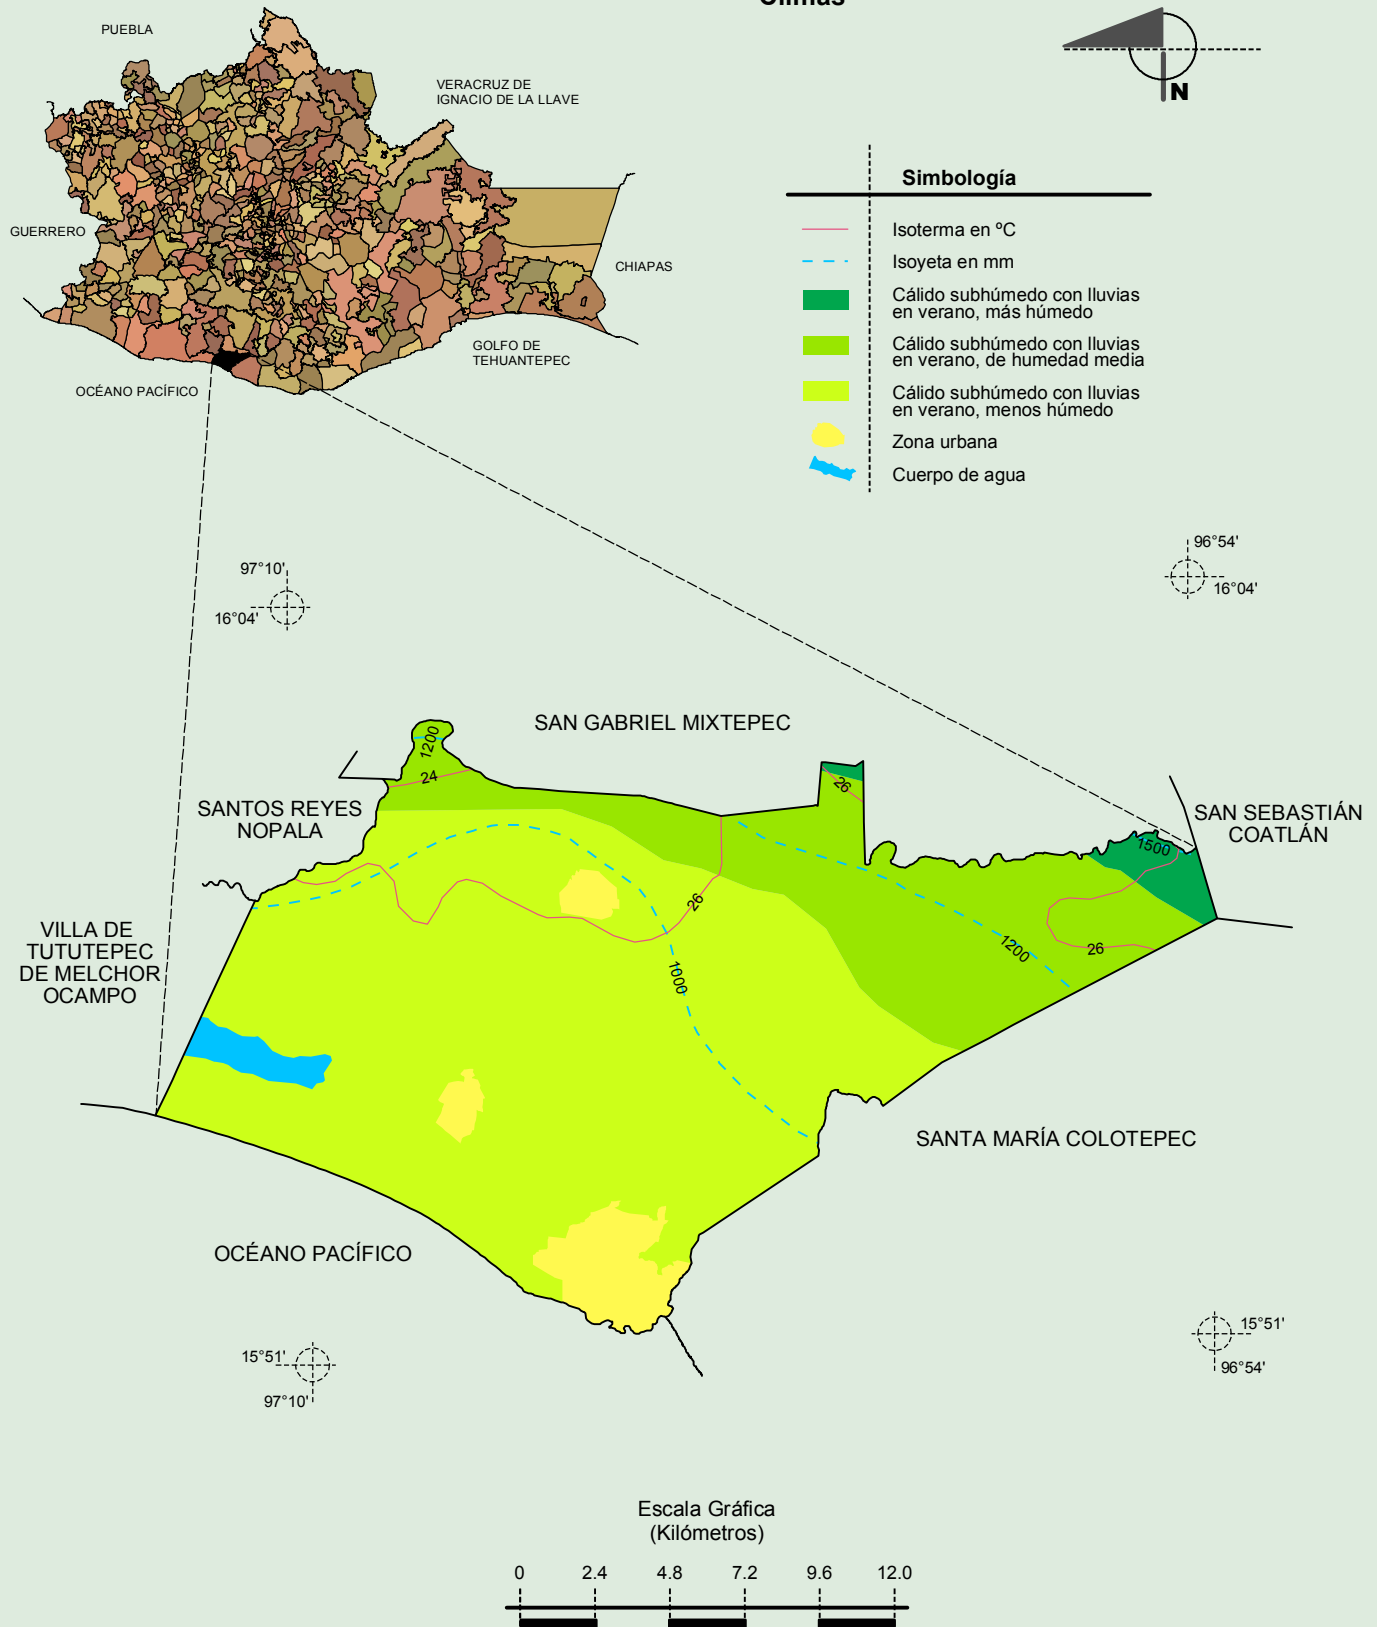 Climas
PUEBLA
VERACRUZ DE
IGNACIO DE LA LLAVE
GUERRERO
CHIAPAS
GOLFO DE
TEHUANTEPEC
OCÉANO PACÍFICO
N
Simbología
Isoterma en ºC
Isoyeta en mm
Cálido subhúmedo con lluvias
en verano, más húmedo
Cálido subhúmedo con lluvias
en verano, de humedad media
Cálido subhúmedo con lluvias
en verano, menos húmedo
Zona urbana
Cuerpo de agua
97°10'
16°04'
96°54'
16°04'
SAN GABRIEL MIXTEPEC
1200
24
26
SANTOS REYES
NOPALA
SAN SEBASTIÁN
COATLÁN
1500
26
1200
26
1000
VILLA DE
TUTUTEPEC
DE MELCHOR
OCAMPO
SANTA MARÍA COLOTEPEC
OCÉANO PACÍFICO
15°51'
97°10'
15°51'
96°54'
Escala Gráfica
(Kilómetros)
0 2.4 4.8 7.2 9.6 12.0